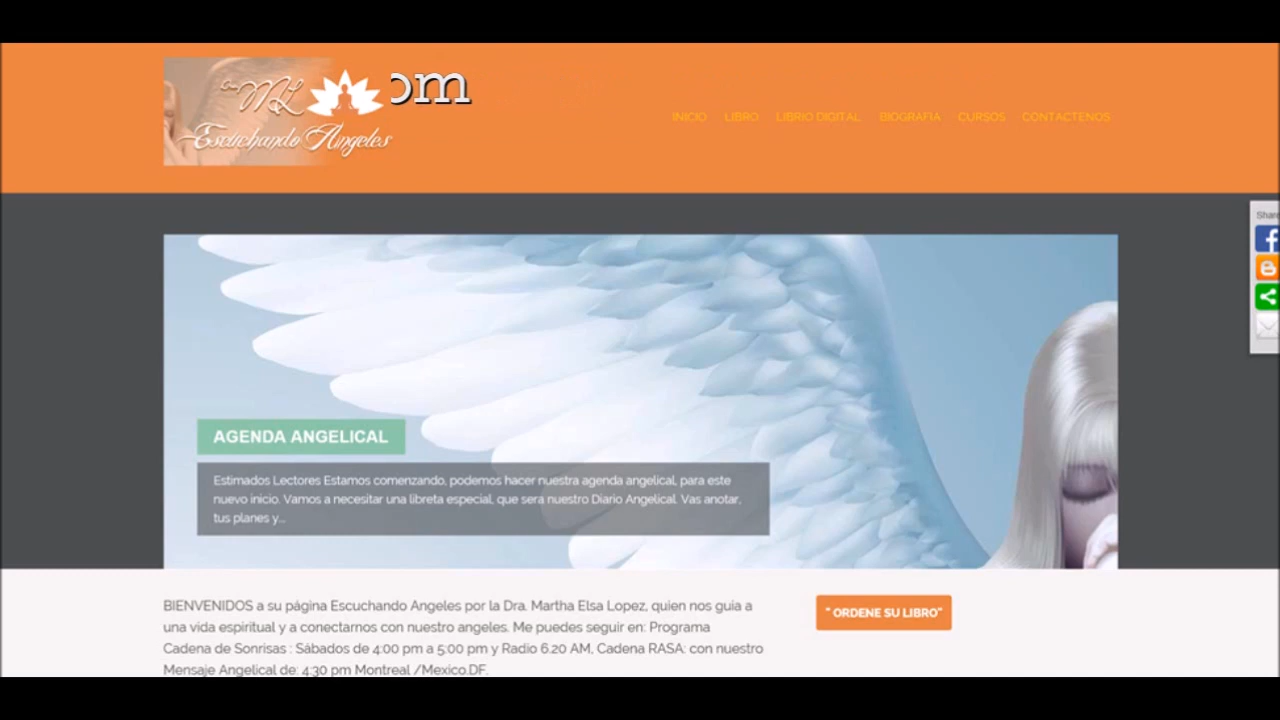 Dra. ML
om
Escuchando Angeles
INICIO LIBRO LIBRIO DIGITAL BIOGRAFIA CURSOS CONTACTENOS
Share
AGENDA ANGELICAL
Estimados Lectores Estamos comenzando, podemos hacer nuestra agenda angelical, para este
nuevo inicio. Vamos a necesitar una libreta especial, que sera nuestro Diario Angelical. Vas anotar,
tus planes y...
BIENVENIDOS a su página Escuchando Angeles por la Dra. Martha Elsa Lopez, quien nos guia a
una vida espiritual y a conectarnos con nuestro angeles. Me puedes seguir en: Programa
Cadena de Sonrisas : Sábados de 4:00 pm a 5:00 pm y Radio 6.20 AM, Cadena RASA: con nuestro
Mensaje Angelical de: 4:30 pm Montreal /Mexico.DF.
" ORDENE SU LIBRO"